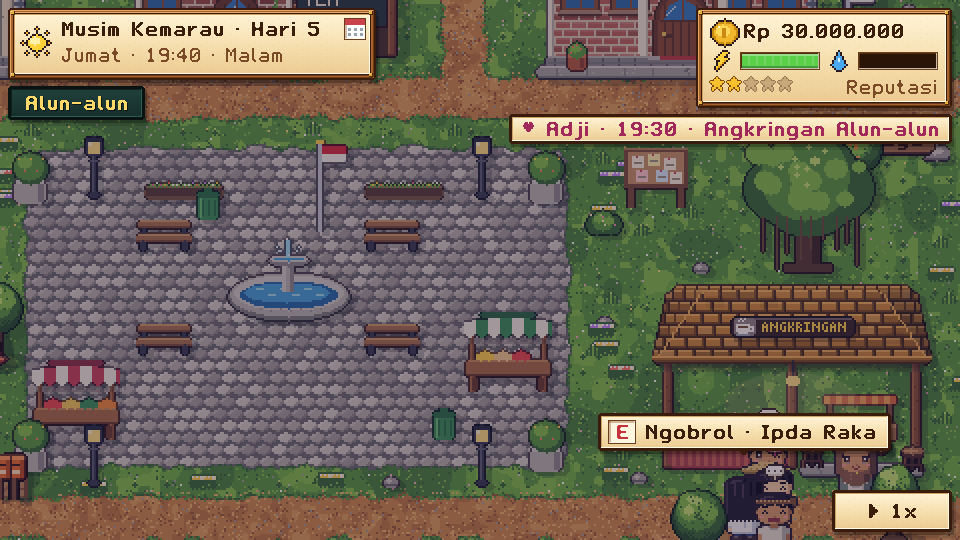 Musim Kemarau · Hari 5
Jumat · 19:40 · Malam
Rp 30.000.000
Reputasi
Alun-alun
Adji · 19:30 · Angkringan Alun-alun
ANGKRINGAN
E Ngobrol · Ipda Raka
1x